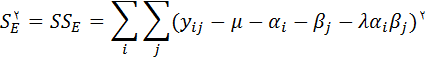 S_E^۲ = SS_E = ∑_i ∑_j (y_ij − μ − α_i − β_j − λα_iβ_j)^۲